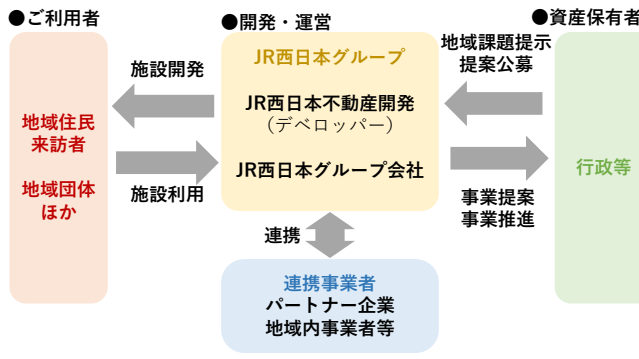 ●ご利用者
地域住民
来訪者
地域団体
ほか
施設開発
施設利用
●開発・運営
JR西日本グループ
JR西日本不動産開発
（デベロッパー）
JR西日本グループ会社
連携
連携事業者
パートナー企業
地域内事業者等
地域課題提示
提案公募
事業提案
事業推進
●資産保有者
行政等